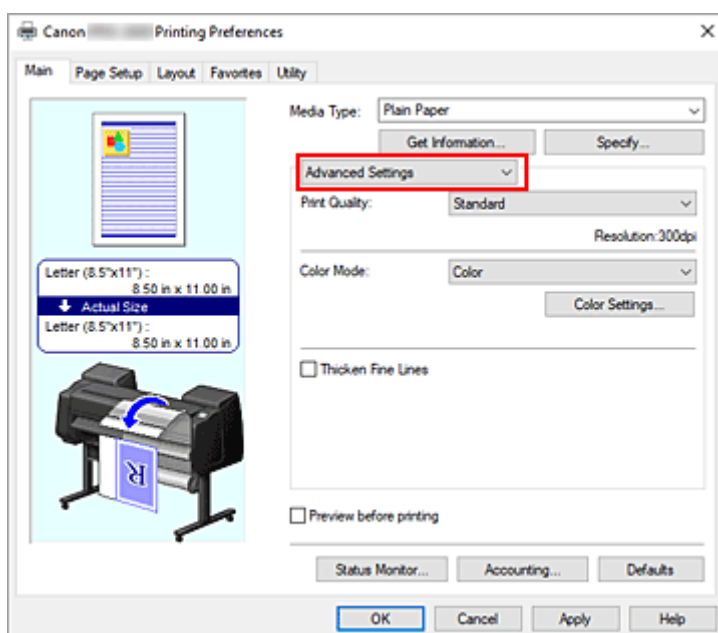 Canon Printing Preferences
Main Page Setup Layout Favorites Utility
Media Type: Plain Paper
Get Information... Specify...
Advanced Settings
Print Quality: Standard
Resolution:300dpi
Letter (8.5"x11") :
8.50 in x 11.00 in
Actual Size
Letter (8.5"x11") :
8.50 in x 11.00 in
Color Mode: Color
Color Settings...
Thicken Fine Lines
R
Preview before printing
Status Monitor... Accounting... Defaults
OK Cancel Apply Help